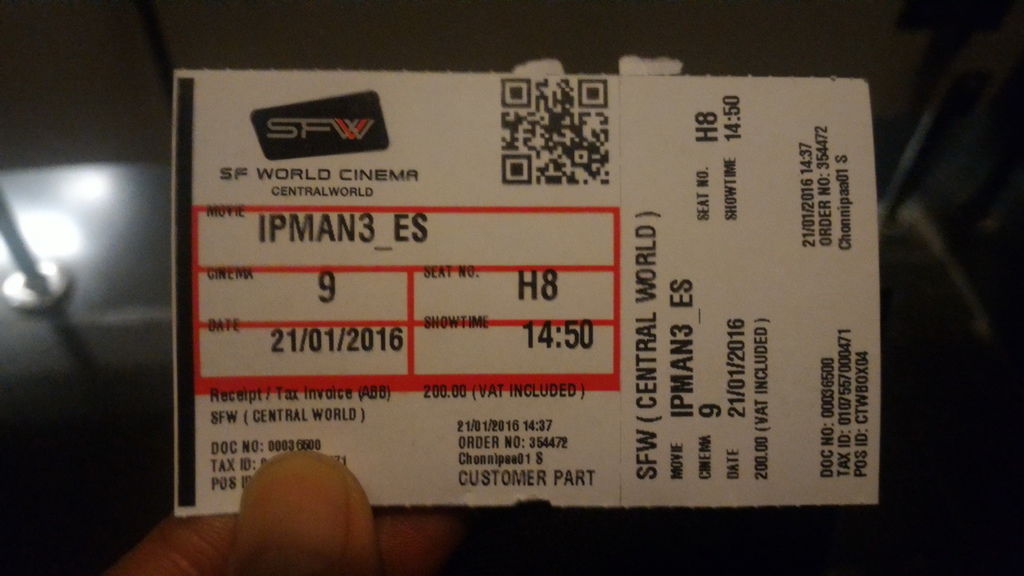 SFW
SF WORLD CINEMA
CENTRALWORLD
MOVIE
IPMAN3_ES
CINEMA
9
SEAT NO.
H8
DATE
21/01/2016
SHOWTIME
14:50
Receipt / Tax Invoice (ABB)
200.00 (VAT INCLUDED )
SFW ( CENTRAL WORLD )
DOC NO: 00036500
TAX ID:
71
POS ID
21/01/2016 14:37
ORDER NO: 354472
Chonnipaa01 S
CUSTOMER PART
SFW ( CENTRAL WORLD )
MOVIE IPMAN3_ES
CINEMA 9
SEAT NO. H8
DATE 21/01/2016
SHOWTIME 14:50
200.00 (VAT INCLUDED )
21/01/2016 14:37
ORDER NO: 354472
Chonnipaa01 S
DOC NO: 00036500
TAX ID: 0107557000471
POS ID: CTWBOX04